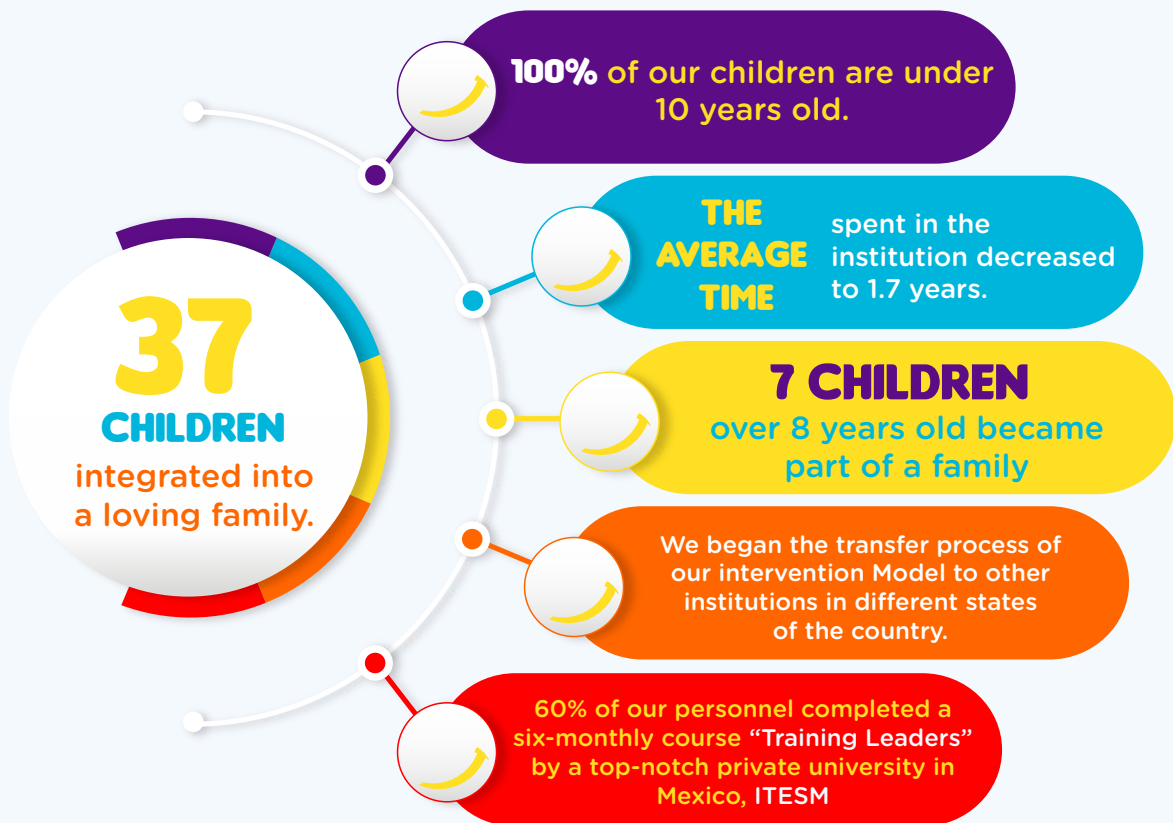 37
CHILDREN
integrated into
a loving family.
100% of our children are under
10 years old.
THE
AVERAGE
TIME
spent in the
institution decreased
to 1.7 years.
7 CHILDREN
over 8 years old became
part of a family
We began the transfer process of
our intervention Model to other
institutions in different states
of the country.
60% of our personnel completed a
six-monthly course “Training Leaders”
by a top-notch private university in
Mexico, ITESM